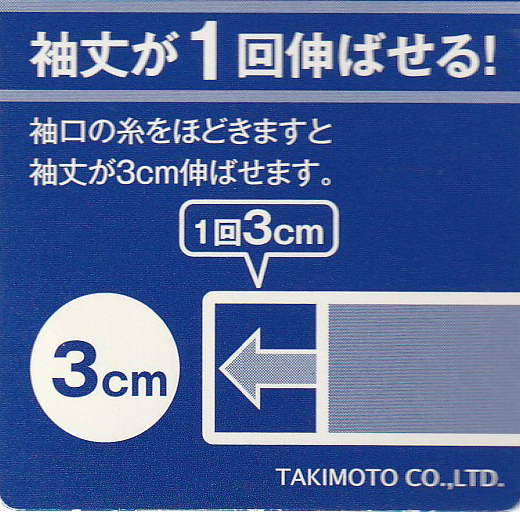 袖丈が1回伸ばせる!
袖口の糸をほどきますと
袖丈が3cm伸ばせます。
1回3cm
3cm
TAKIMOTO CO.,LTD.